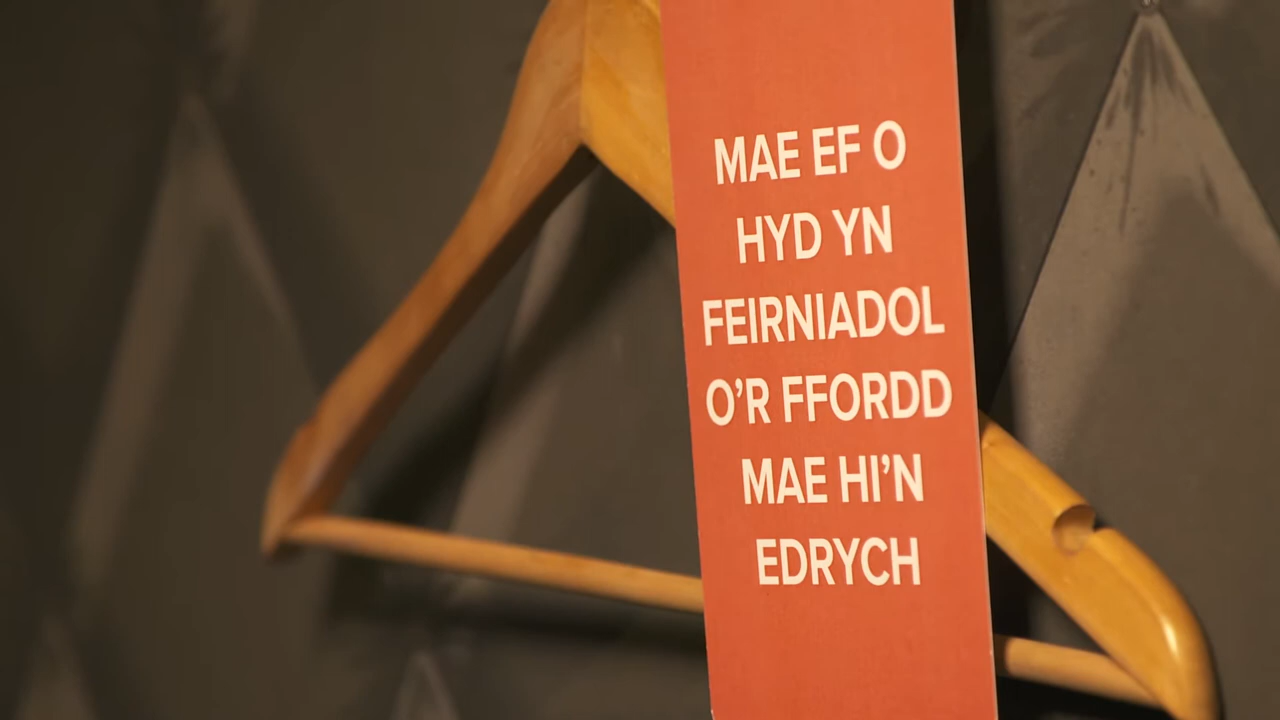 MAE EF O
HYD YN
FEIRNIADOL
O’R FFORDD
MAE HI’N
EDRYCH